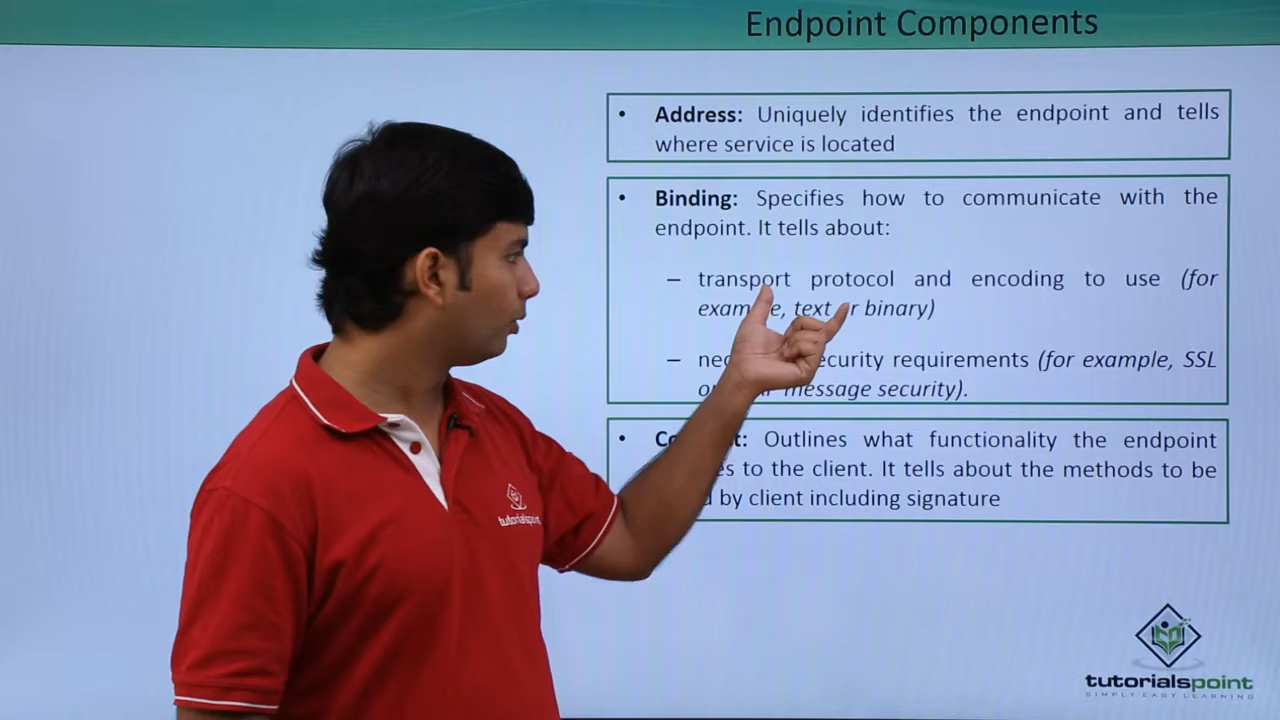 Endpoint Components
• Address: Uniquely identifies the endpoint and tells
where service is located
• Binding: Specifies how to communicate with the
endpoint. It tells about:
– transport protocol and encoding to use (for
text or binary)
– security requirements (for example, SSL
message security).
• Outlines what functionality the endpoint
to the client. It tells about the methods to be
by client including signature
tutorialspoint
tutorialspoint
SIMPLY EASY LEARNING